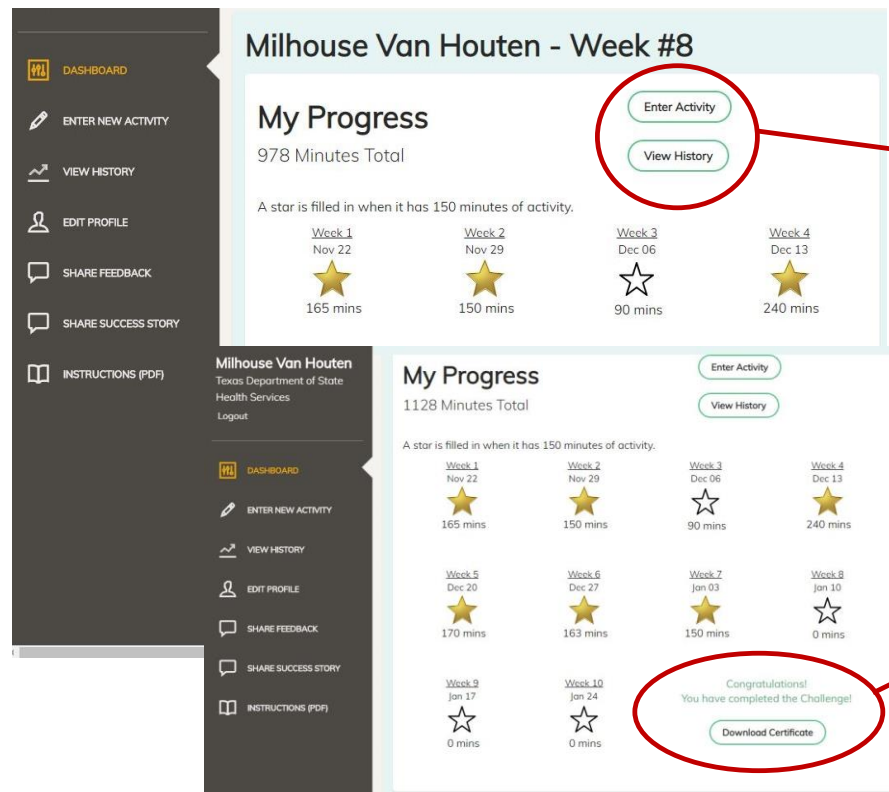 DASHBOARD
ENTER NEW ACTIVITY
VIEW HISTORY
EDIT PROFILE
SHARE FEEDBACK
SHARE SUCCESS STORY
INSTRUCTIONS (PDF)
Milhouse Van Houten - Week #8
My Progress
978 Minutes Total
Enter Activity
View History
A star is filled in when it has 150 minutes of activity.
Week 1 Week 2 Week 3 Week 4
Nov 22 Nov 29 Dec 06 Dec 13
165 mins 150 mins 90 mins 240 mins
Milhouse Van Houten
Texas Department of State
Health Services
Logout
DASHBOARD
ENTER NEW ACTIVITY
VIEW HISTORY
EDIT PROFILE
SHARE FEEDBACK
SHARE SUCCESS STORY
INSTRUCTIONS (PDF)
My Progress
1128 Minutes Total
Enter Activity
View History
A star is filled in when it has 150 minutes of activity.
Week 1 Week 2 Week 3 Week 4
Nov 22 Nov 29 Dec 06 Dec 13
165 mins 150 mins 90 mins 240 mins
Week 5 Week 6 Week 7 Week 8
Dec 20 Dec 27 Jan 03 Jan 10
170 mins 163 mins 150 mins 0 mins
Week 9 Week 10
Jan 17 Jan 24
0 mins 0 mins
Congratulations!
You have completed the Challenge!
Download Certificate